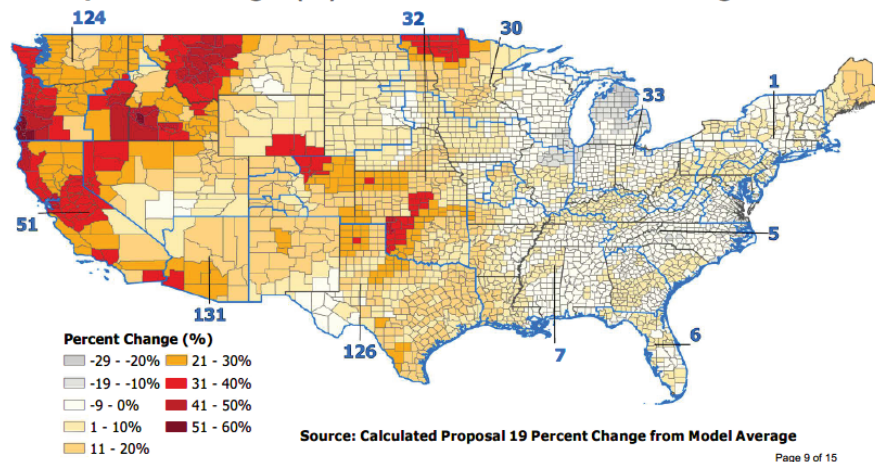 124
32
30
1
33
51
5
131
126
7
6
Percent Change (%)
-29 - -20%
21 - 30%
-19 - -10%
31 - 40%
-9 - 0%
41 - 50%
1 - 10%
51 - 60%
11 - 20%
Source: Calculated Proposal 19 Percent Change from Model Average
Page 9 of 15